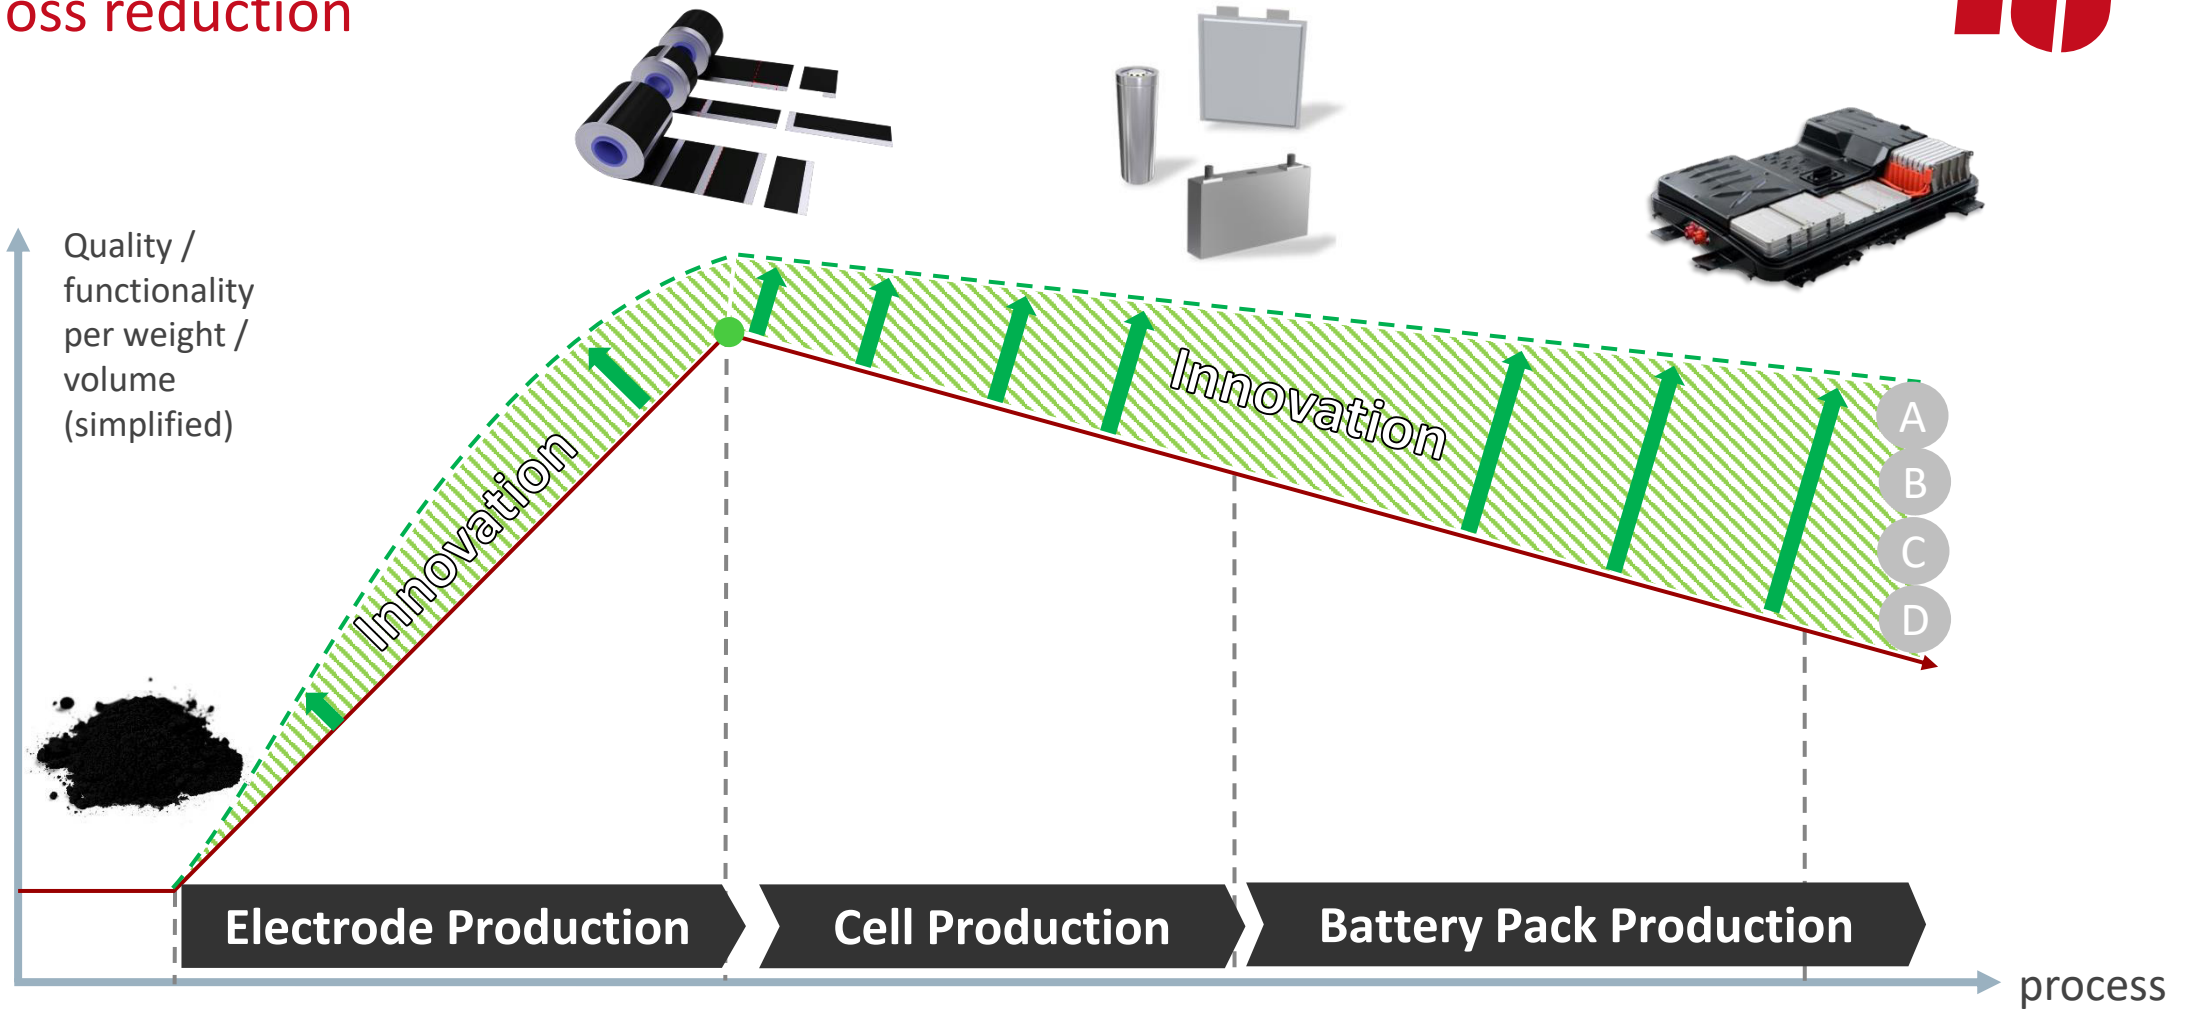 oss reduction
Quality /
functionality
per weight /
volume
(simplified)
Innovation
Innovation
A
B
C
D
Electrode Production
Cell Production
Battery Pack Production
process